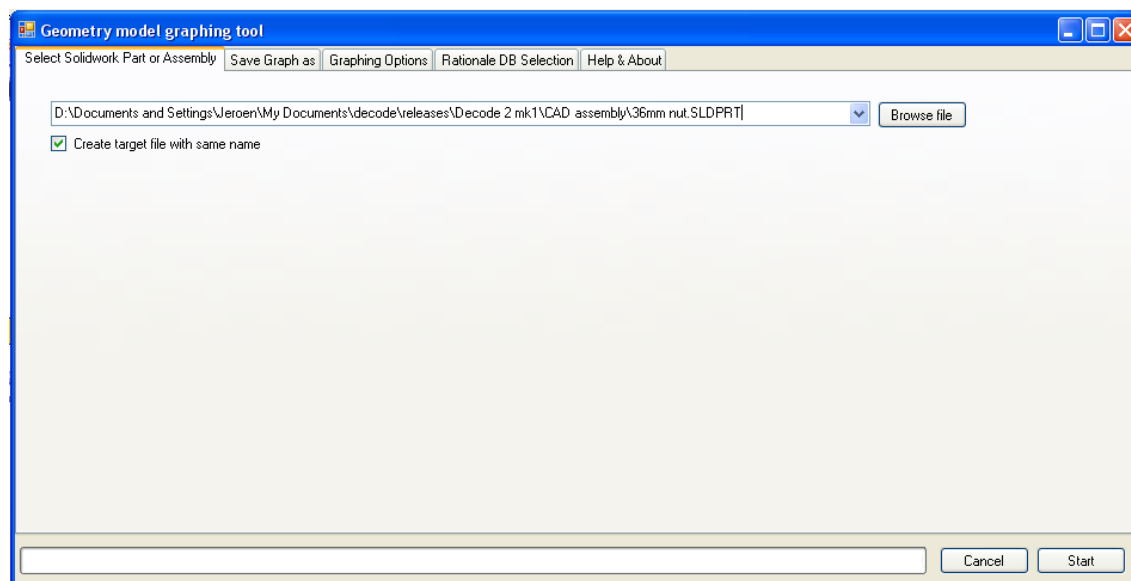 Geometry model graphing tool
Select Solidwork Part or Assembly Save Graph as Graphing Options Rationale DB Selection Help & About
D:\Documents and Settings\Jeroen\My Documents\decode\releases\Decode 2 mk1\CAD assembly\36mm nut.SLDPRT Browse file
Create target file with same name
Cancel Start